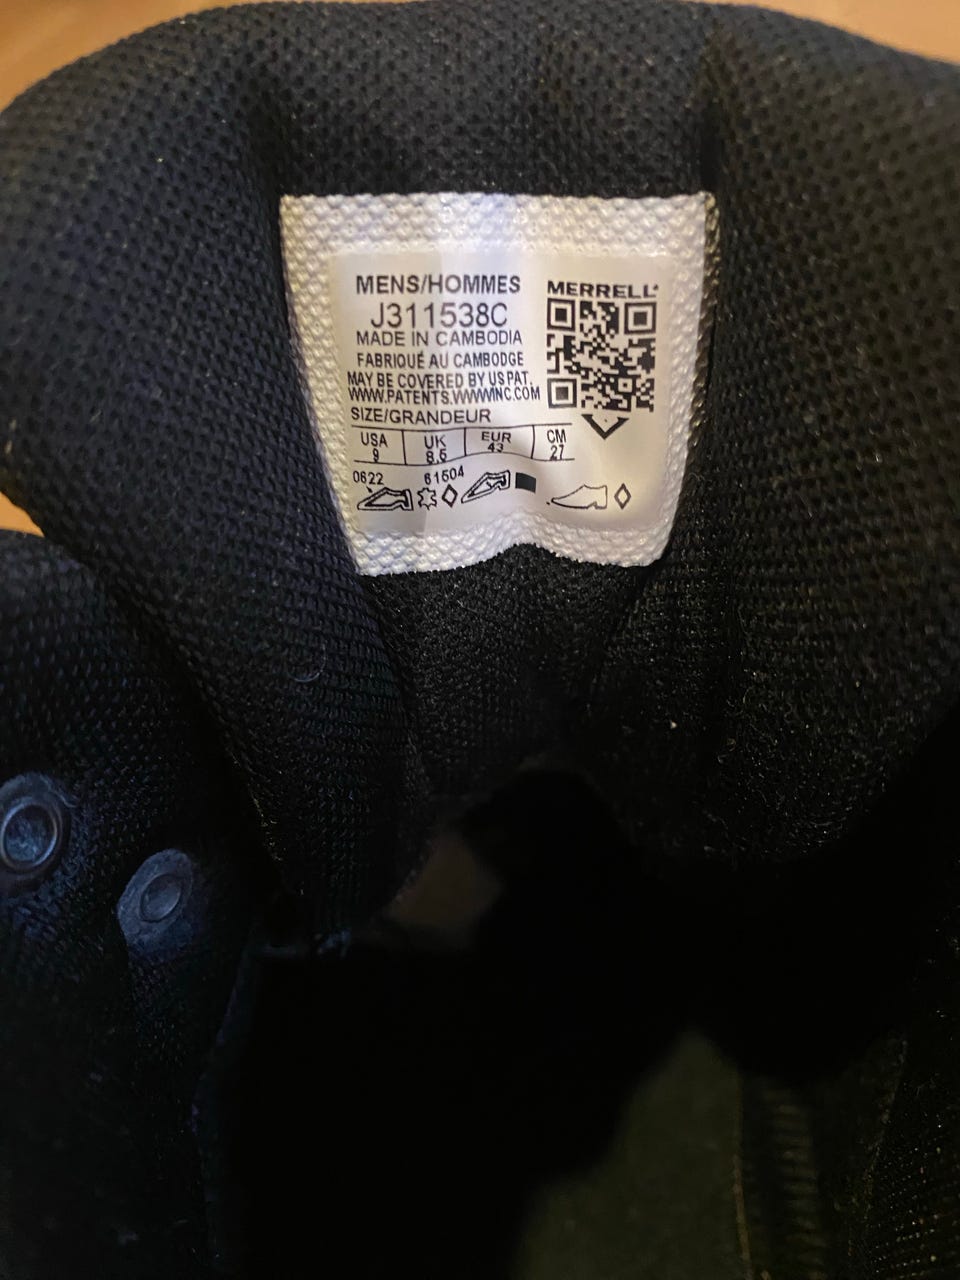 MENS/HOMMES
J311538C
MADE IN CAMBODIA
FABRIQUÉ AU CAMBODGE
MAY BE COVERED BY US PAT.
WWW.PATENTS.WWWINC.COM
MERRELL
SIZE/GRANDEUR
USA UK EUR CM
9 8.5 43 27
0622 61504